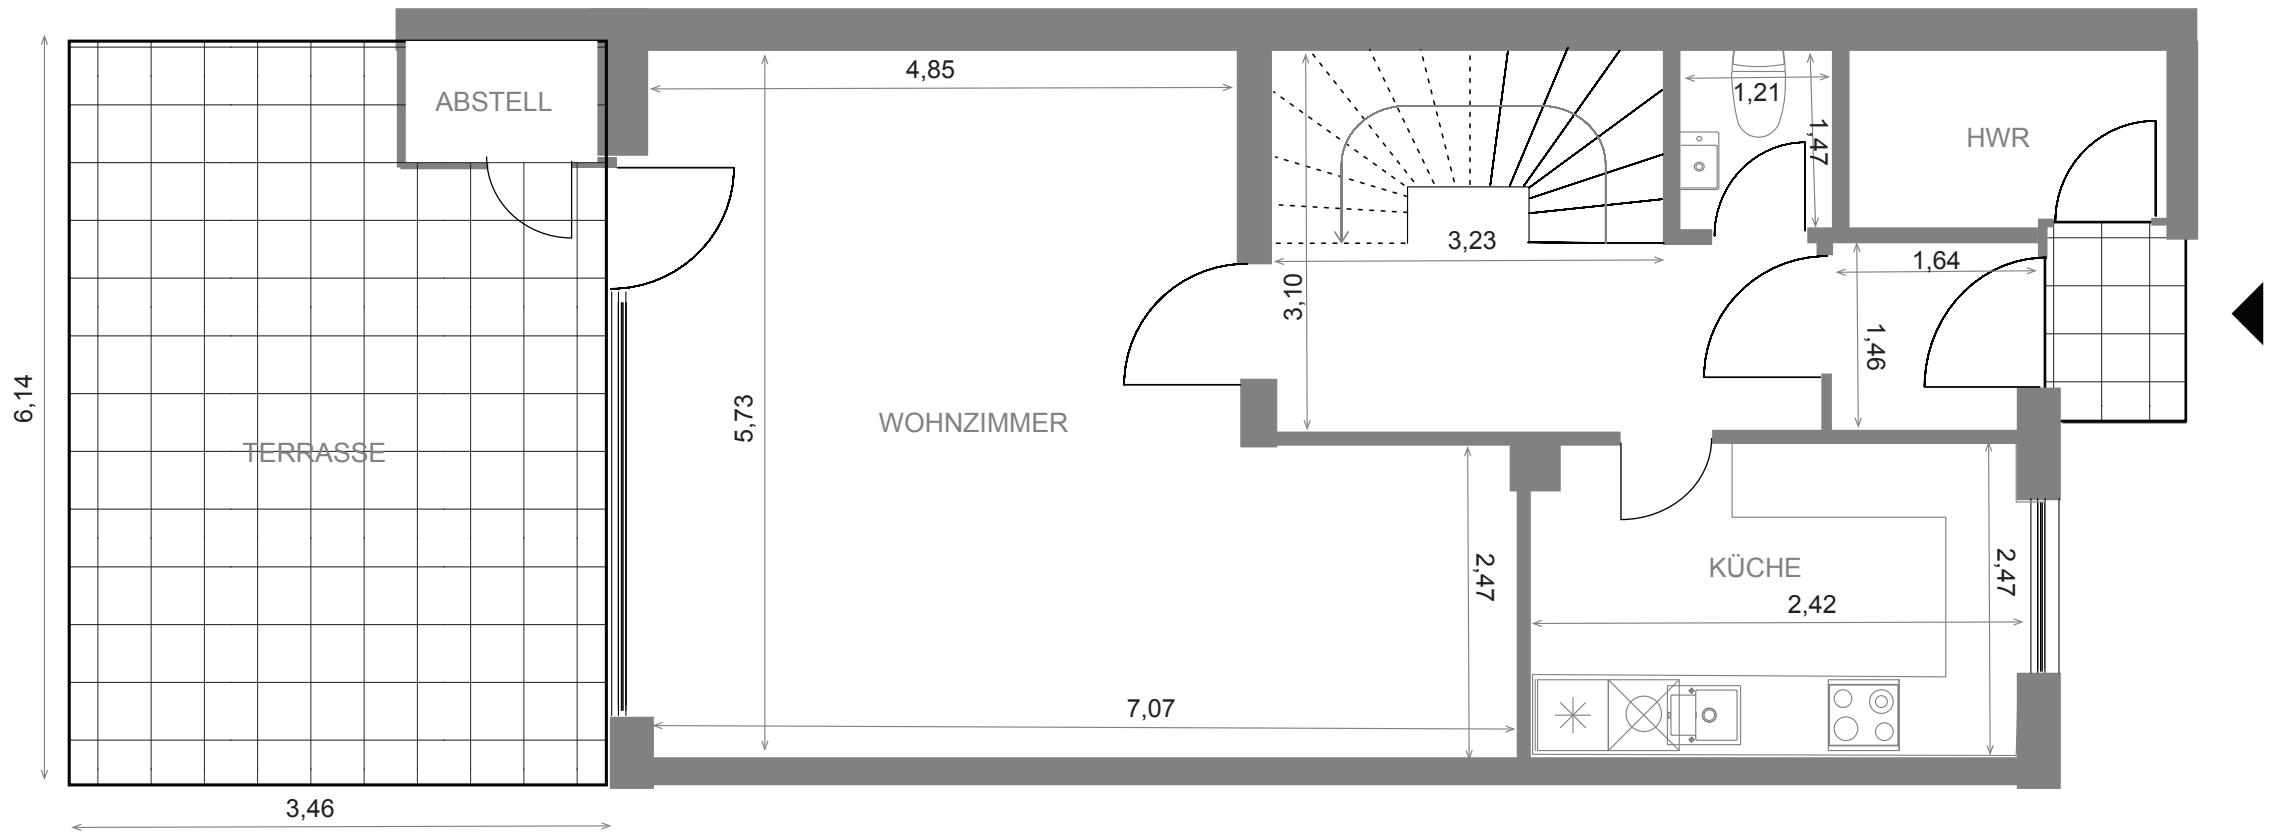 4,85
ABSTELL
1,21
1,47
HWR
3,23
1,64
3,10
1,46
6,14
5,73
WOHNZIMMER
TERRASSE
2,47
KÜCHE
2,47
2,42
7,07
3,46